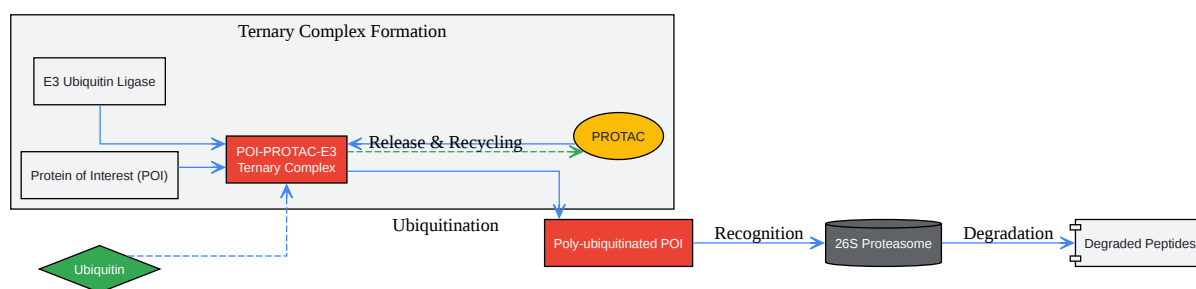 Ternary Complex Formation
E3 Ubiquitin Ligase
POI-PROTAC-E3
Ternary Complex
Release & Recycling
PROTAC
Protein of Interest (POI)
Ubiquitination
Poly-ubiquitinated POI
Recognition
26S Proteasome
Degradation
Degraded Peptides
Ubiquitin